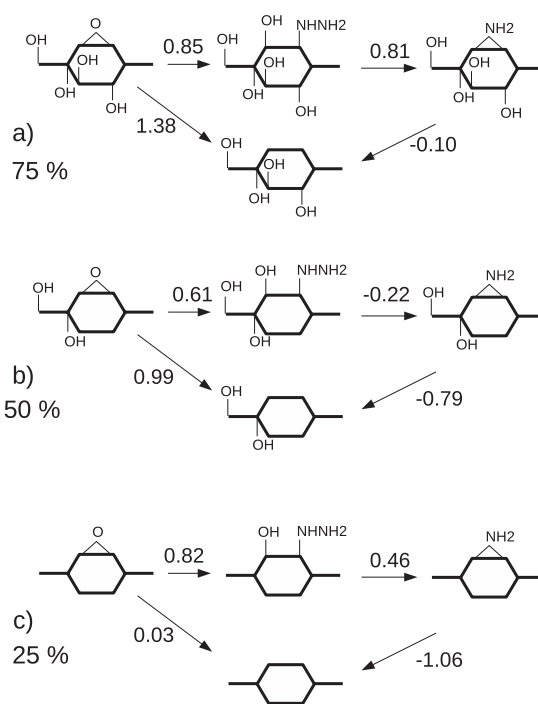 O
OH
OH
OH
OH
0.85
OH
OH
NHNH2
OH
OH
OH
0.81
NH2
OH
OH
OH
OH
1.38
-0.10
a)
75 %
OH
OH
OH
OH
O
OH
OH
0.61
OH
OH
NHNH2
OH
-0.22
NH2
OH
OH
0.99
-0.79
b)
50 %
OH
OH
O
0.82
OH
NHNH2
0.46
NH2
0.03
-1.06
c)
25 %